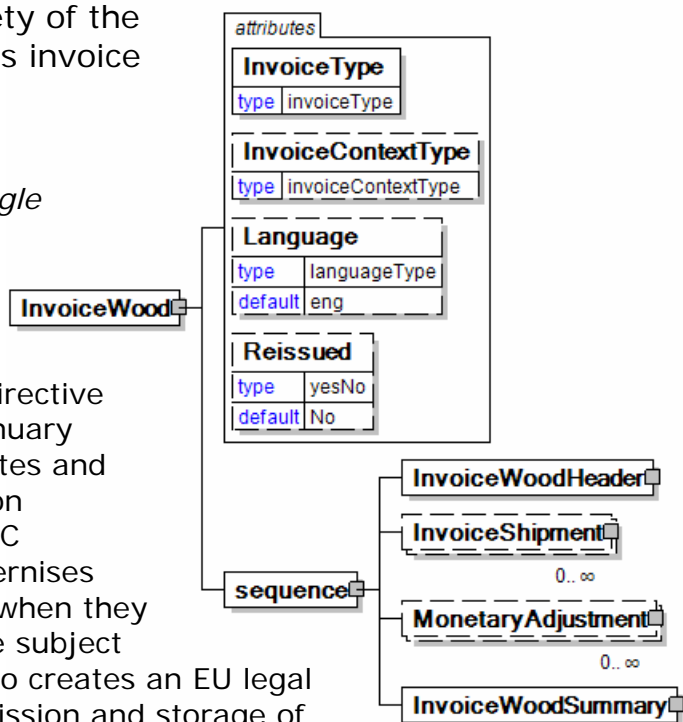 ety of the
s invoice
gle
irective
nuary
tes and
on
C
ernises
when they
e subject
o creates an EU legal
ission and storage of
attributes
InvoiceType
type invoiceType
InvoiceContextType
type invoiceContextType
Language
type languageType
default eng
Reissued
type yesNo
default No
InvoiceWood
sequence
InvoiceWoodHeader
InvoiceShipment
0.. ∞
MonetaryAdjustment
0.. ∞
InvoiceWoodSummary